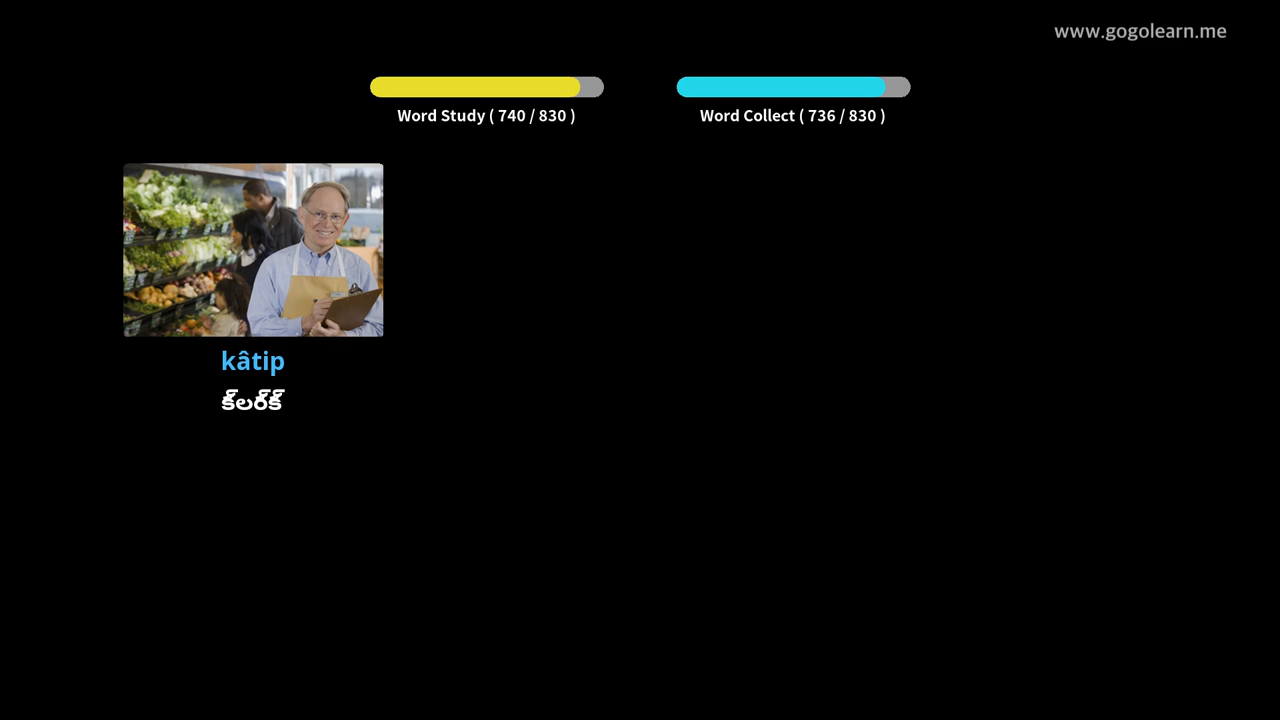 www.gogolearn.me
Word Study ( 740 / 830 )
Word Collect ( 736 / 830 )
kâtip
క్‌లర్‌క్